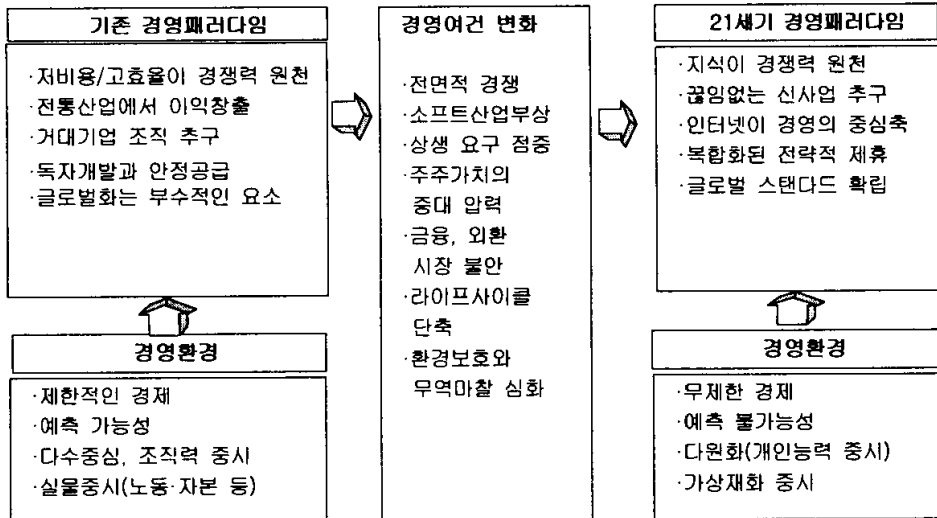 기존 경영패러다임
·저비용/고효율이 경쟁력 원천
·전통산업에서 이익창출
·거대기업 조직 추구
·독자개발과 안정공급
·글로벌화는 부수적인 요소
경영환경
·제한적인 경제
·예측 가능성
·다수중심, 조직력 중시
·실물중시(노동·자본 등)
경영여건 변화
·전면적 경쟁
·소프트산업부상
·상생 요구 점증
·주주가치의
중대 압력
·금융, 외환
시장 불안
·라이프사이클
단축
·환경보호와
무역마찰 심화
21세기 경영패러다임
·지식이 경쟁력 원천
·끊임없는 신사업 추구
·인터넷이 경영의 중심축
·복합화된 전략적 제휴
·글로벌 스탠다드 확립
경영환경
·무제한 경제
·예측 불가능성
·다원화(개인능력 중시)
·가상재화 중시